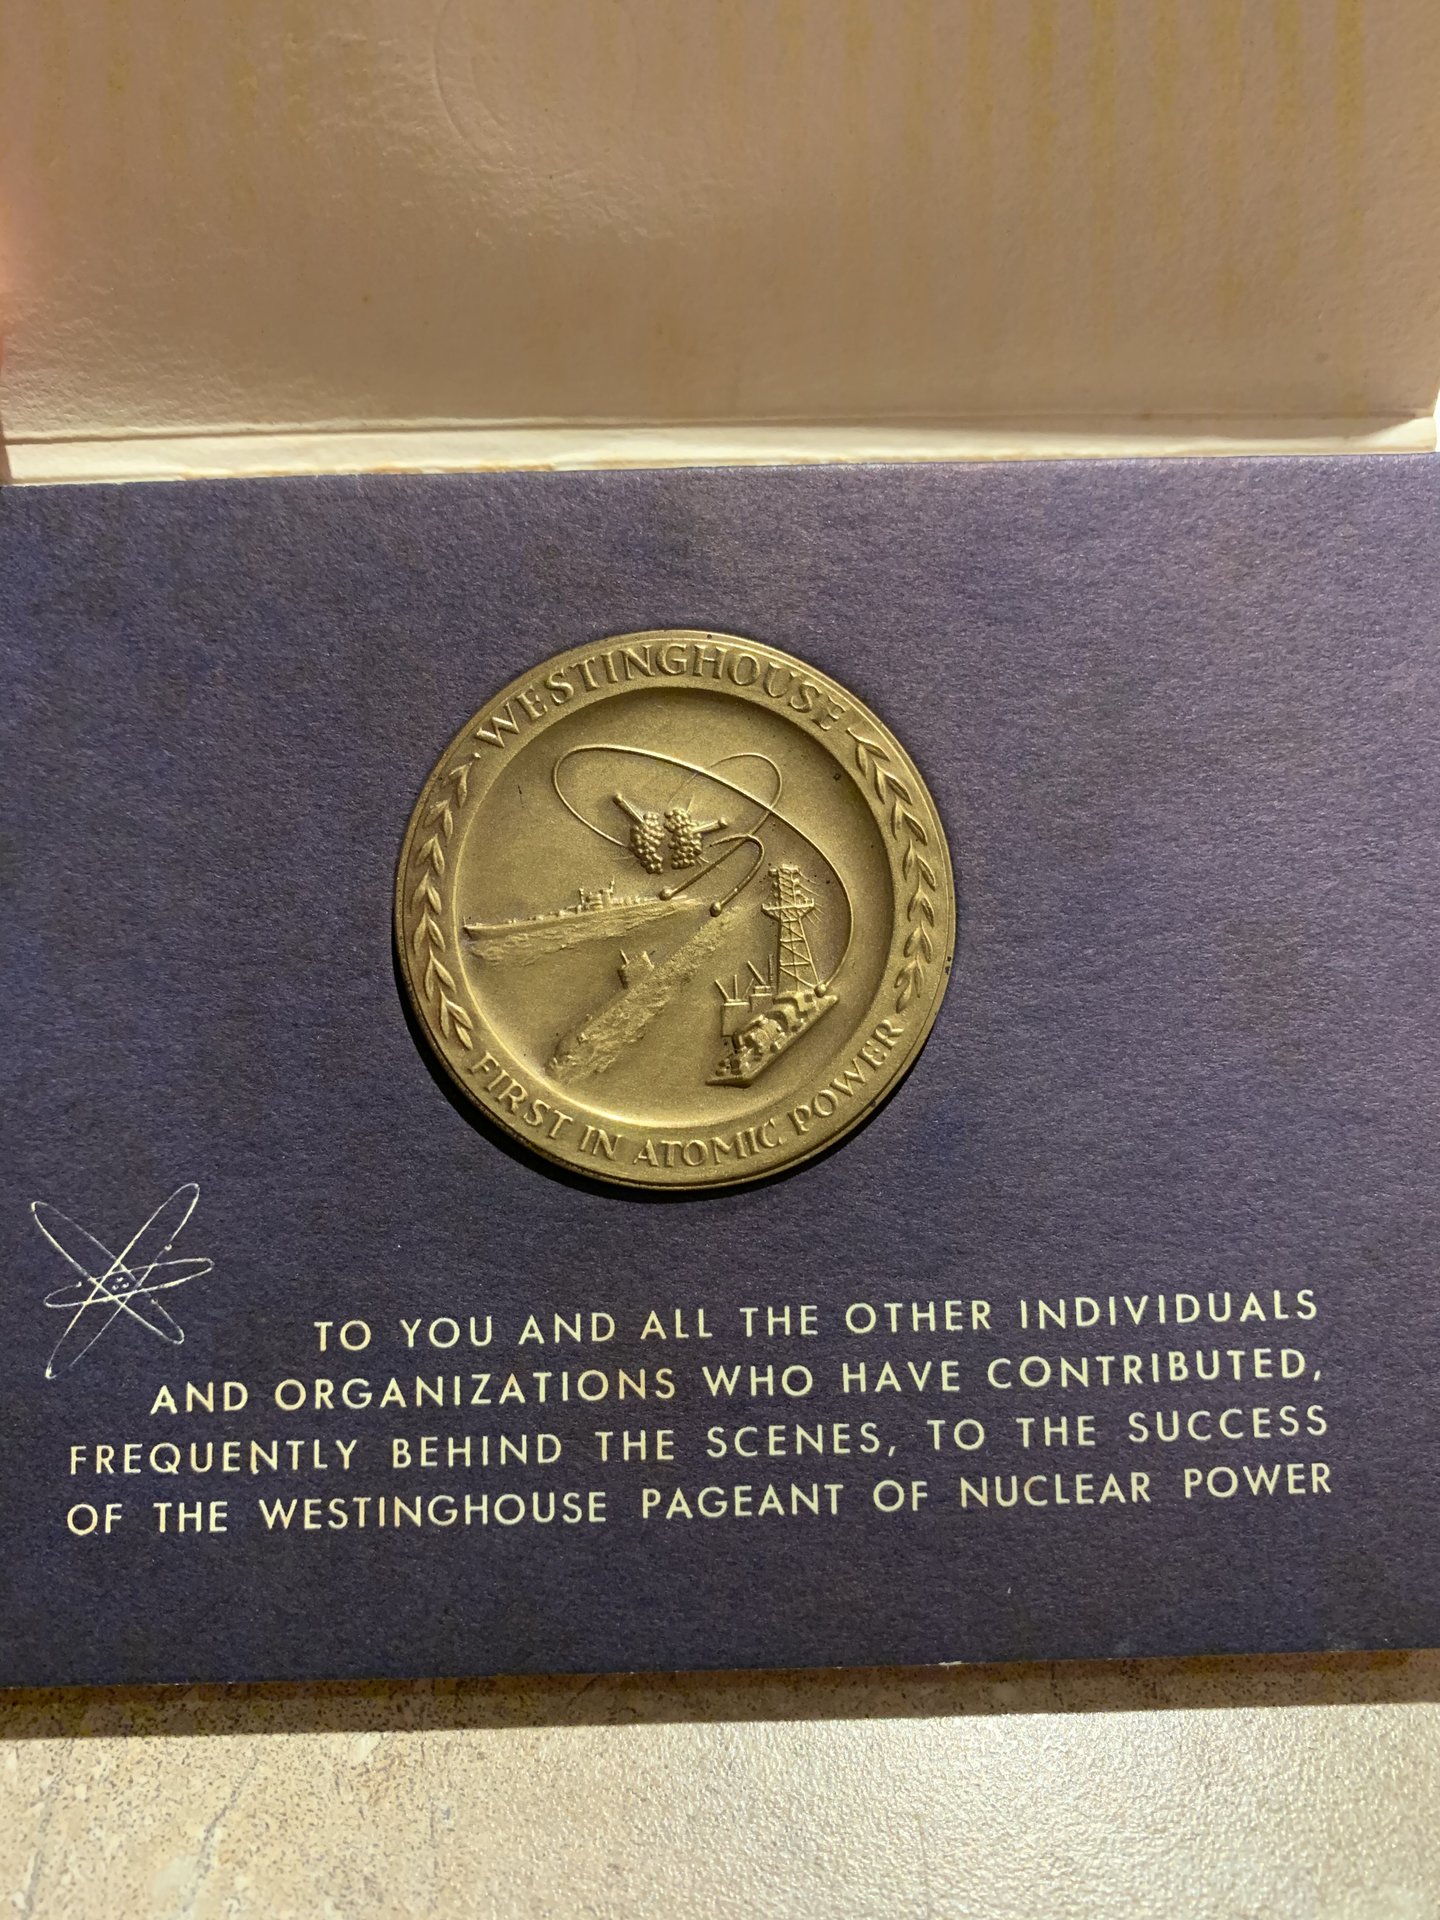 WESTINGHOUSE
FIRST IN ATOMIC POWER
TO YOU AND ALL THE OTHER INDIVIDUALS
AND ORGANIZATIONS WHO HAVE CONTRIBUTED,
FREQUENTLY BEHIND THE SCENES, TO THE SUCCESS
OF THE WESTINGHOUSE PAGEANT OF NUCLEAR POWER